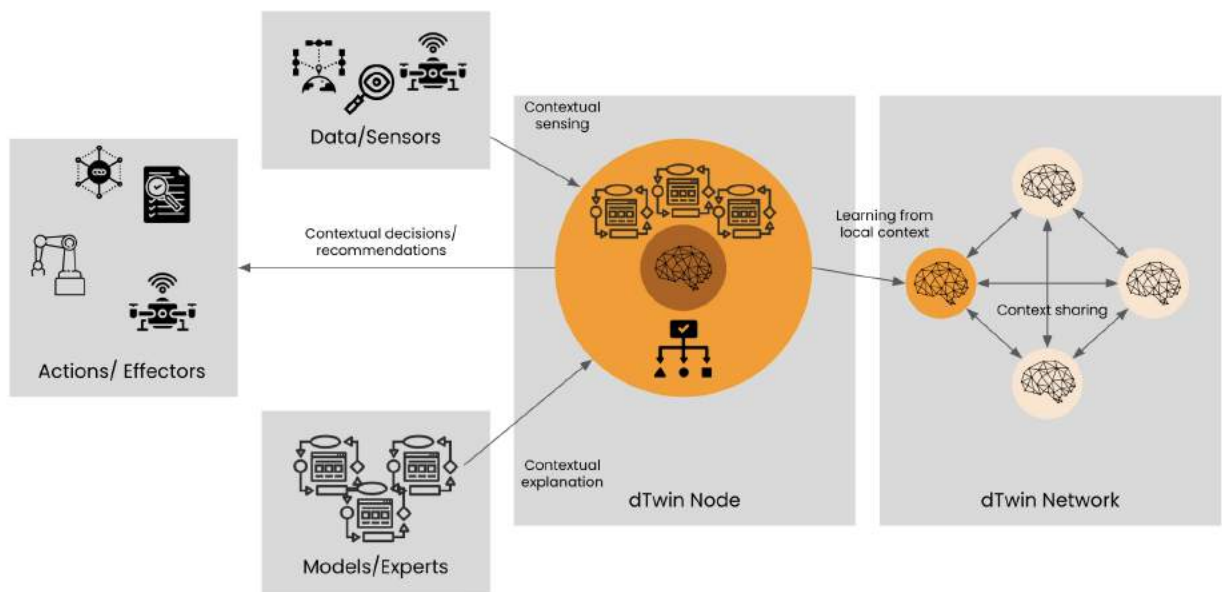 Data/Sensors
Contextual
sensing
Learning from
local context
Contextual decisions/
recommendations
Context sharing
Actions/ Effectors
Contextual
explanation
dTwin Node
dTwin Network
Models/Experts